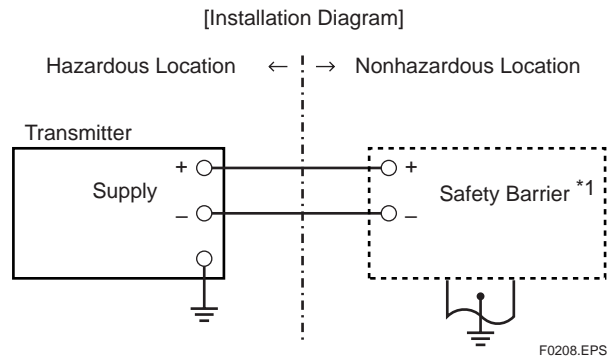 [Installation Diagram]
Hazardous Location ← → Nonhazardous Location
Transmitter
+ +
Supply Safety Barrier *1
– –
F0208.EPS